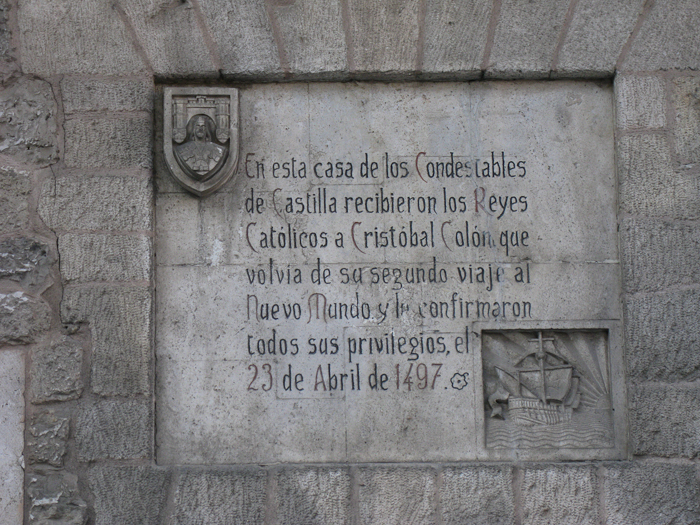 En esta casa de los Condestables
de Castilla recibieron los Reyes
Católicos a Cristóbal Colón, que
volvia de su segundo viaje al
Nuevo Mundo, y le confirmaron
todos sus privilegios, el
23 de Abril de 1497.